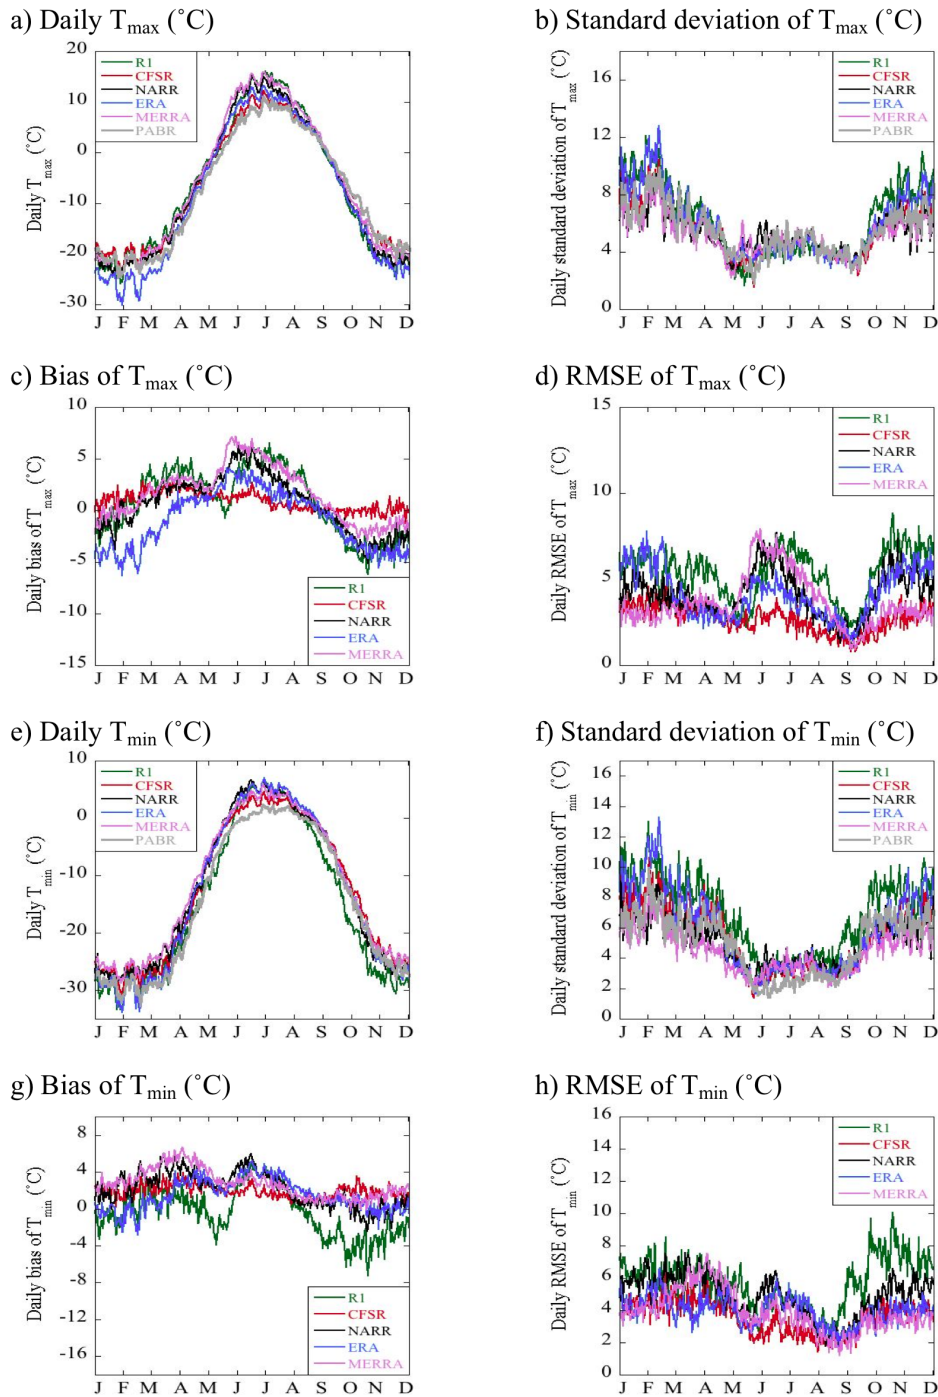 a) Daily Tmax (˚C)
Daily Tmax (°C)
20
10
0
-10
-20
-30
R1
CFSR
NARR
ERA
MERRA
PABR
J F M A M J J A S O N D
b) Standard deviation of Tmax (˚C)
Daily standard deviation of Tmax (°C)
16
12
8
4
0
R1
CFSR
NARR
ERA
MERRA
PABR
J F M A M J J A S O N D
c) Bias of Tmax (˚C)
Daily bias of Tmax (°C)
10
5
0
-5
-10
-15
R1
CFSR
NARR
ERA
MERRA
J F M A M J J A S O N D
d) RMSE of Tmax (˚C)
Daily RMSE of Tmax (°C)
15
10
5
0
R1
CFSR
NARR
ERA
MERRA
J F M A M J J A S O N D
e) Daily Tmin (˚C)
Daily Tmin (°C)
10
0
-10
-20
-30
R1
CFSR
NARR
ERA
MERRA
PABR
J F M A M J J A S O N D
f) Standard deviation of Tmin (˚C)
Daily standard deviation of Tmin (°C)
16
14
12
10
8
6
4
2
0
R1
CFSR
NARR
ERA
MERRA
PABR
J F M A M J J A S O N D
g) Bias of Tmin (˚C)
Daily bias of Tmin (°C)
8
4
0
-4
-8
-12
-16
R1
CFSR
NARR
ERA
MERRA
J F M A M J J A S O N D
h) RMSE of Tmin (˚C)
Daily RMSE of Tmin (°C)
16
14
12
10
8
6
4
2
0
R1
CFSR
NARR
ERA
MERRA
J F M A M J J A S O N D